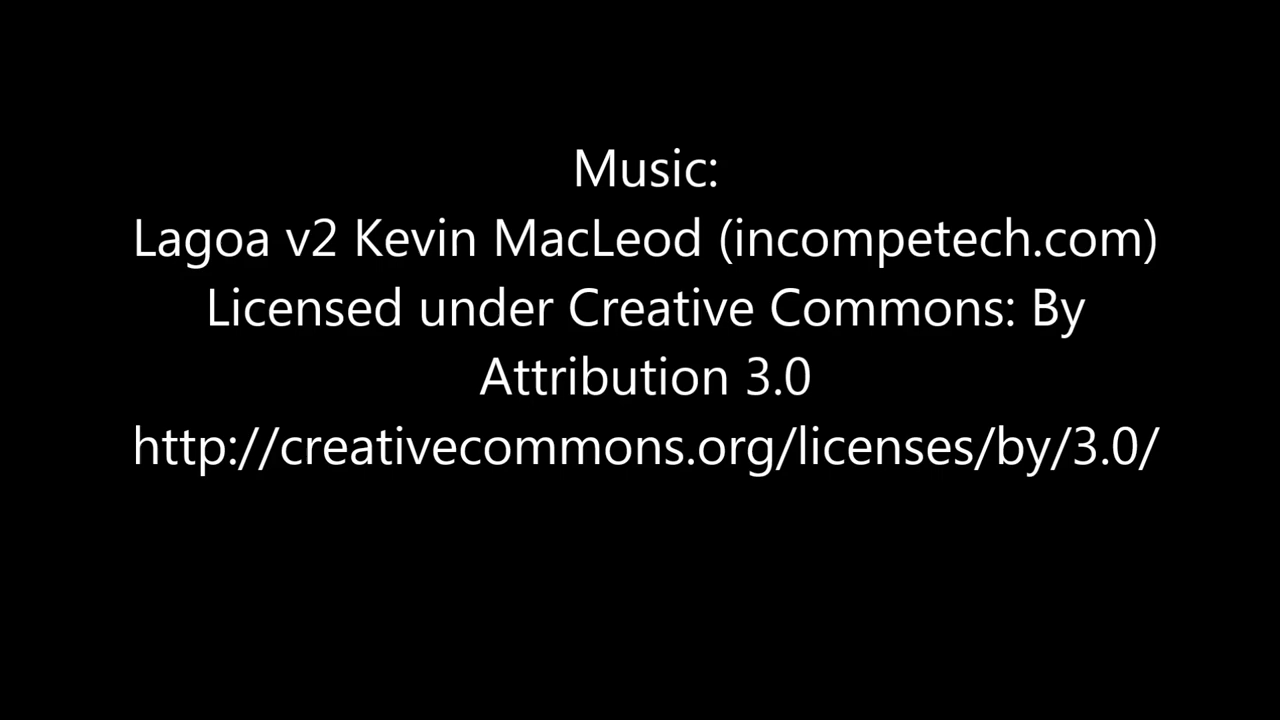 Music:
Lagoa v2 Kevin MacLeod (incompetech.com)
Licensed under Creative Commons: By
Attribution 3.0
http://creativecommons.org/licenses/by/3.0/